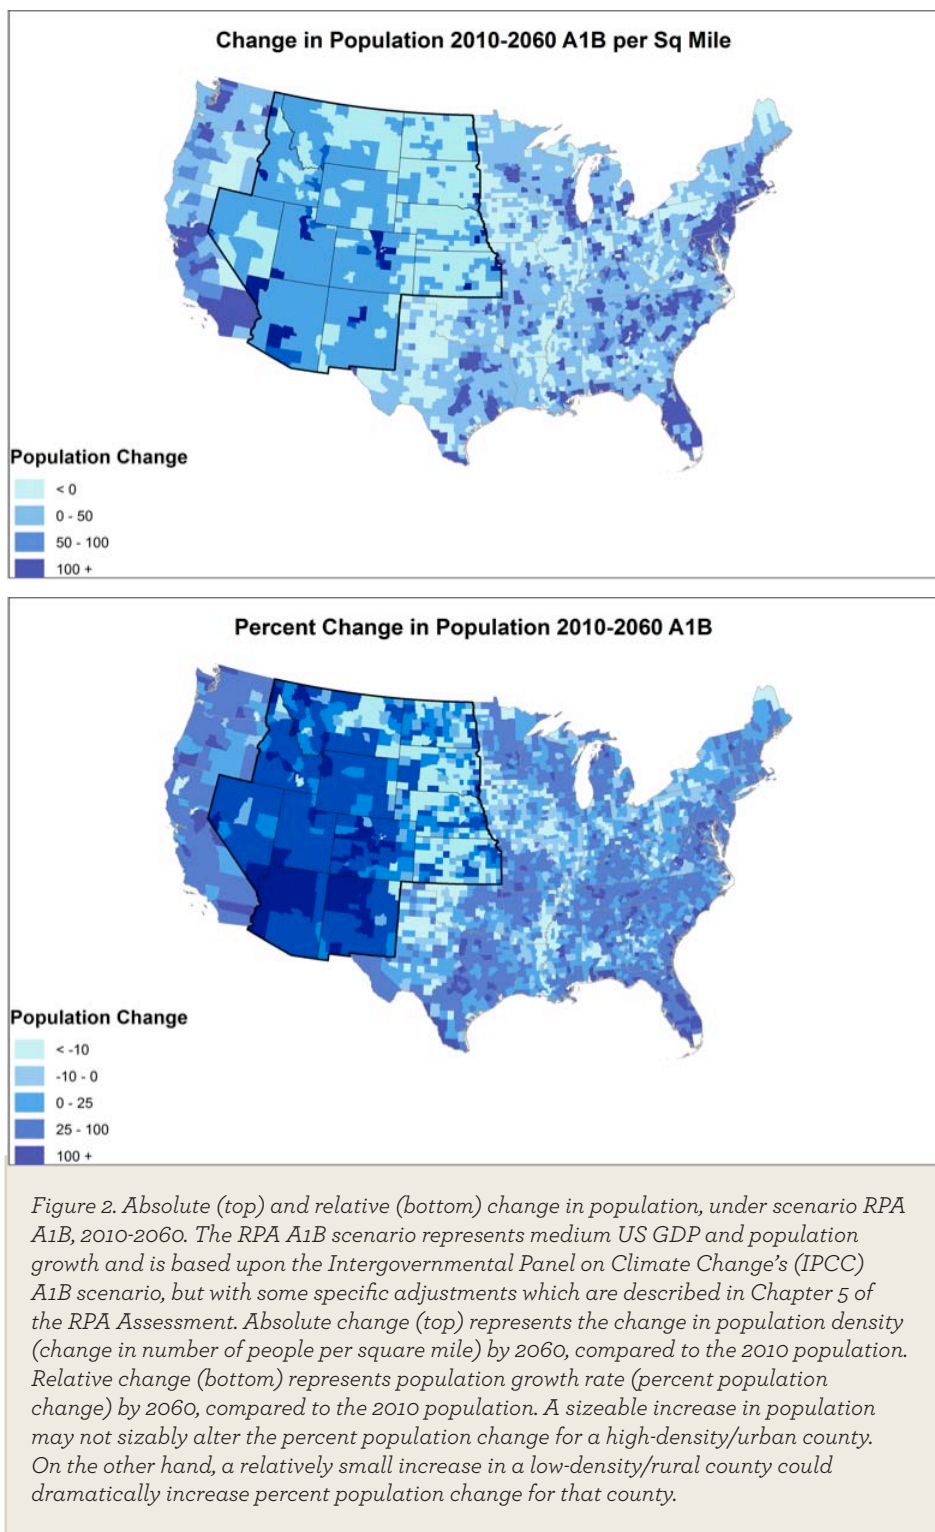 Change in Population 2010-2060 A1B per Sq Mile
Population Change
< 0
0 - 50
50 - 100
100 +
Percent Change in Population 2010-2060 A1B
Population Change
< -10
-10 - 0
0 - 25
25 - 100
100 +
Figure 2. Absolute (top) and relative (bottom) change in population, under scenario RPA
A1B, 2010-2060. The RPA A1B scenario represents medium US GDP and population
growth and is based upon the Intergovernmental Panel on Climate Change's (IPCC)
A1B scenario, but with some specific adjustments which are described in Chapter 5 of
the RPA Assessment. Absolute change (top) represents the change in population density
(change in number of people per square mile) by 2060, compared to the 2010 population.
Relative change (bottom) represents population growth rate (percent population
change) by 2060, compared to the 2010 population. A sizeable increase in population
may not sizably alter the percent population change for a high-density/urban county.
On the other hand, a relatively small increase in a low-density/rural county could
dramatically increase percent population change for that county.